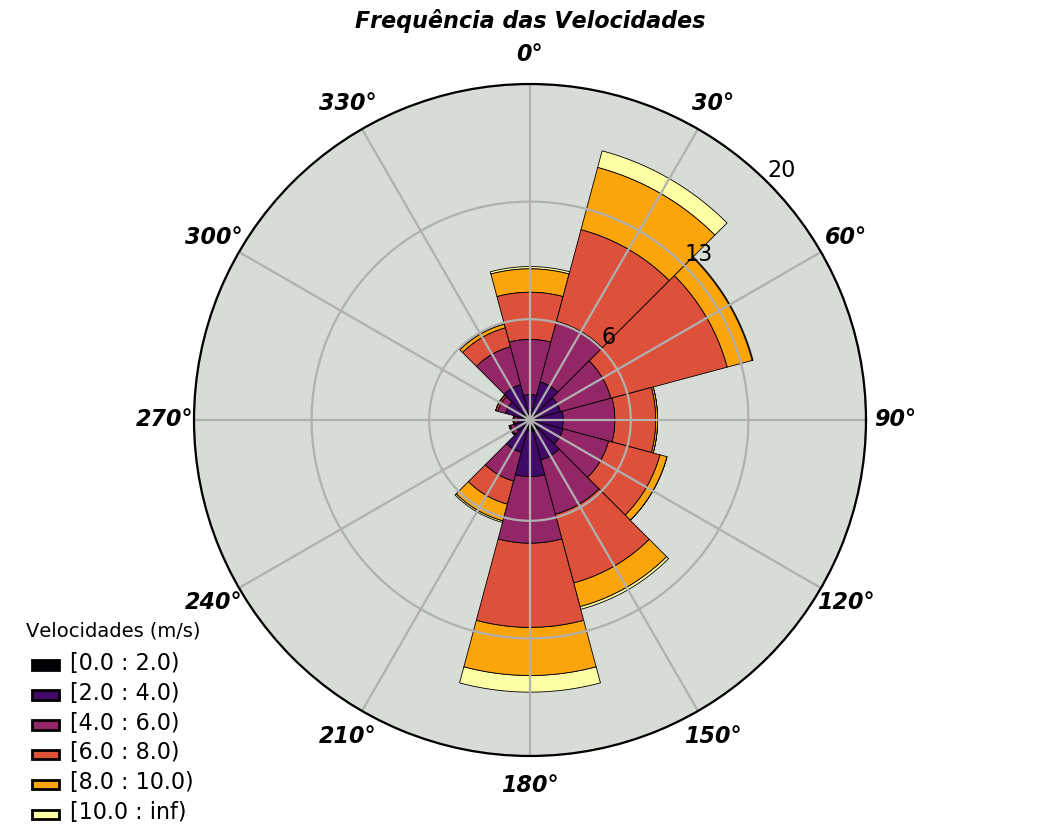 Frequência das Velocidades
0°
330°
30°
20
300°
60°
13
6
270°
90°
240°
120°
210°
150°
180°
Velocidades (m/s)
[0.0 : 2.0)
[2.0 : 4.0)
[4.0 : 6.0)
[6.0 : 8.0)
[8.0 : 10.0)
[10.0 : inf)